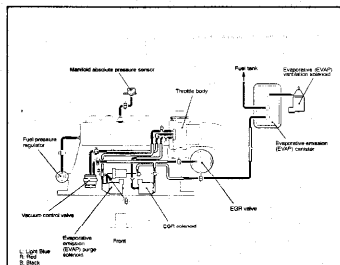 Manifold absolute pressure sensor
Fuel tank
Evaporative (EVAP)
ventilation solenoid
Throttle body
Fuel pressure
regulator
Evaporative emission
(EVAP) canister
EGR valve
Vacuum control valve
EGR solenoid
Evaporative
emission
(EVAP) purge
solenoid
Front
L: Light Blue
R: Red
B: Black